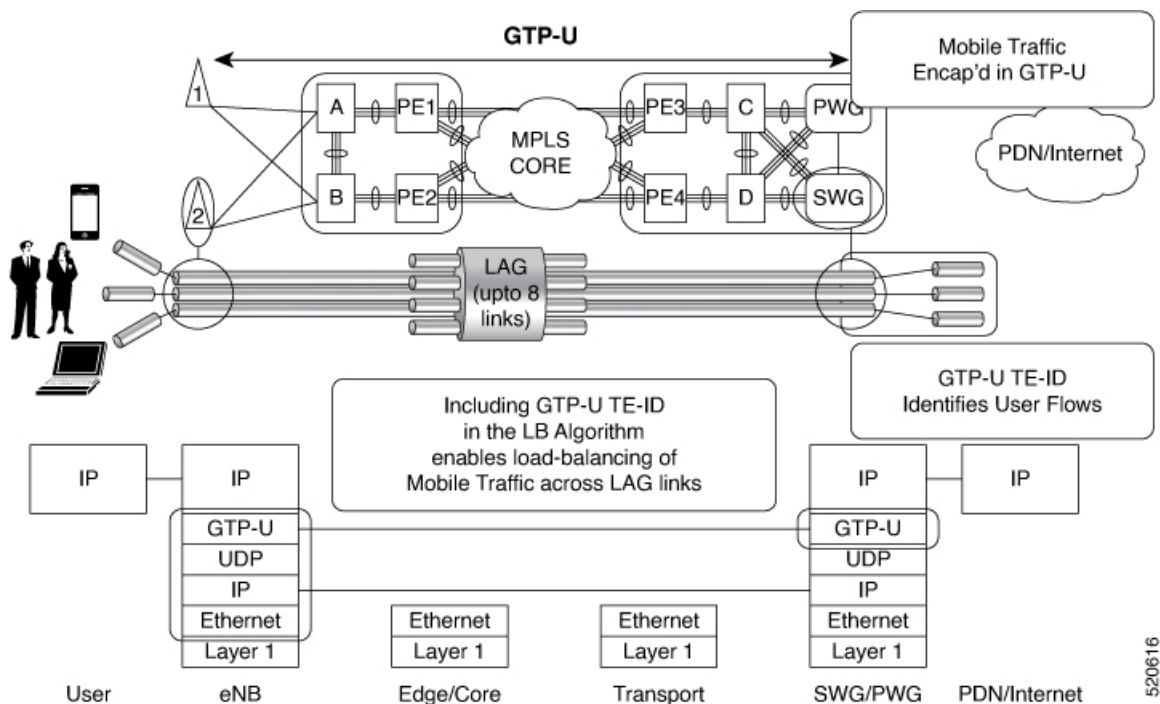 GTP-U
Mobile Traffic
Encap'd in GTP-U
1
A
PE1
MPLS
CORE
PE3
C
PWG
PDN/Internet
2
B
PE2
PE4
D
SWG
LAG
(upto 8
links)
GTP-U TE-ID
Identifies User Flows
Including GTP-U TE-ID
in the LB Algorithm
enables load-balancing of
Mobile Traffic across LAG links
IP
IP
IP
IP
GTP-U
GTP-U
UDP
UDP
IP
IP
Ethernet
Ethernet
Ethernet
Ethernet
Layer 1
Layer 1
Layer 1
Layer 1
User
eNB
Edge/Core
Transport
SWG/PWG
PDN/Internet
520616